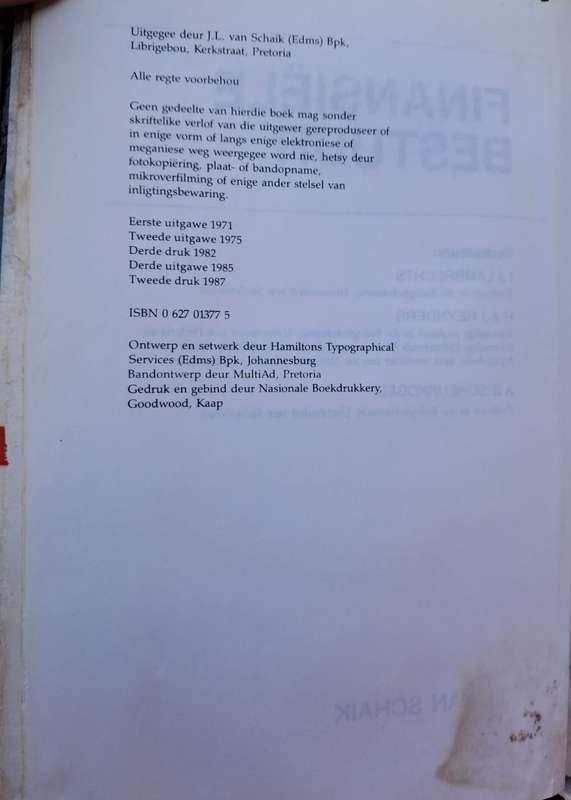 Uitgegee deur J.L. van Schaik (Edms) Bpk,
Librigebou, Kerkstraat, Pretoria
Alle regte voorbehou
Geen gedeelte van hierdie boek mag sonder
skriftelike verlof van die uitgewer gereproduseer of
in enige vorm of langs enige elektroniese of
meganiese weg weergegee word nie, hetsy deur
fotokopiëring, plaat- of bandopname,
mikroverfilming of enige ander stelsel van
inligtingsbewaring.
Eerste uitgawe 1971
Tweede uitgawe 1975
Derde druk 1982
Derde uitgawe 1985
Tweede druk 1987
ISBN 0 627 01377 5
Ontwerp en setwerk deur Hamiltons Typographical
Services (Edms) Bpk, Johannesburg
Bandontwerp deur MultiAd, Pretoria
Gedruk en gebind deur Nasionale Boekdrukkery,
Goodwood, Kaap